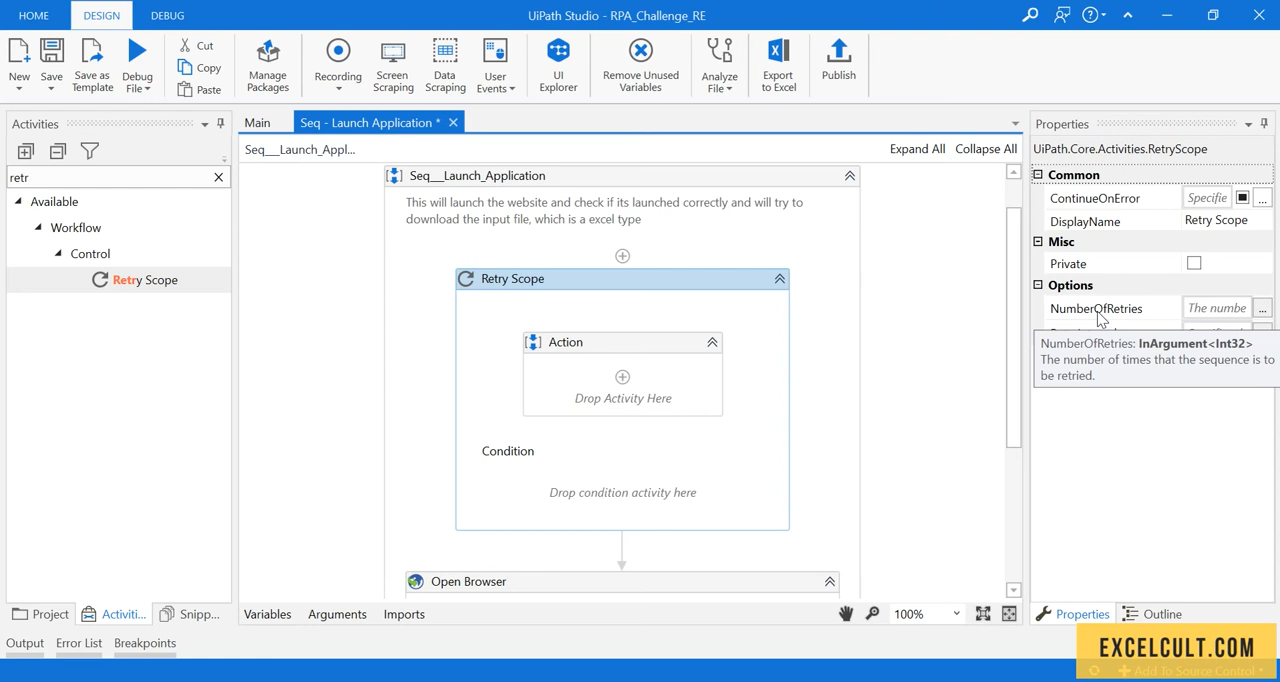 HOME
DESIGN
DEBUG
UiPath Studio - RPA_Challenge_RE
New
Save
Save as
Template
Debug
File
Cut
Copy
Paste
Manage
Packages
Recording
Screen
Scraping
Data
Scraping
User
Events
UI
Explorer
Remove Unused
Variables
Analyze
File
Export
to Excel
Publish
Activities
retr
Available
Workflow
Control
Retry Scope
Main
Seq - Launch Application *
Seq___Launch_Appl...
Expand All
Collapse All
Seq___Launch_Application
This will launch the website and check if its launched correctly and will try to
download the input file, which is a excel type
Retry Scope
Action
Drop Activity Here
Condition
Drop condition activity here
Open Browser
Properties
UiPath.Core.Activities.RetryScope
Common
ContinueOnError Specifie ...
DisplayName Retry Scope
Misc
Private
Options
NumberOfRetries The numbe ...
NumberOfRetries: InArgument<Int32>
The number of times that the sequence is to
be retried.
Project
Activiti...
Snipp...
Variables
Arguments
Imports
100%
Properties
Outline
Output
Error List
Breakpoints
EXCELCULT.COM
Add To Source Control